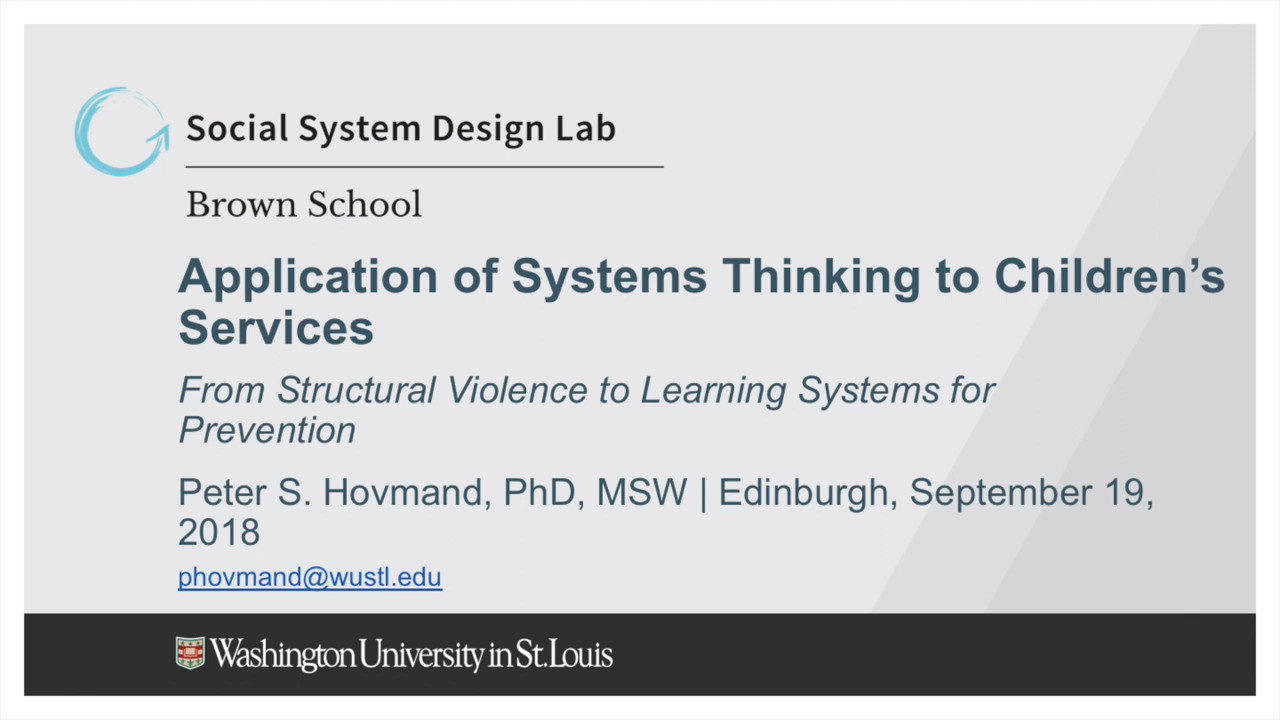 Social System Design Lab
Brown School
Application of Systems Thinking to Children’s
Services
From Structural Violence to Learning Systems for
Prevention
Peter S. Hovmand, PhD, MSW | Edinburgh, September 19,
2018
phovmand@wustl.edu
Washington University in St. Louis